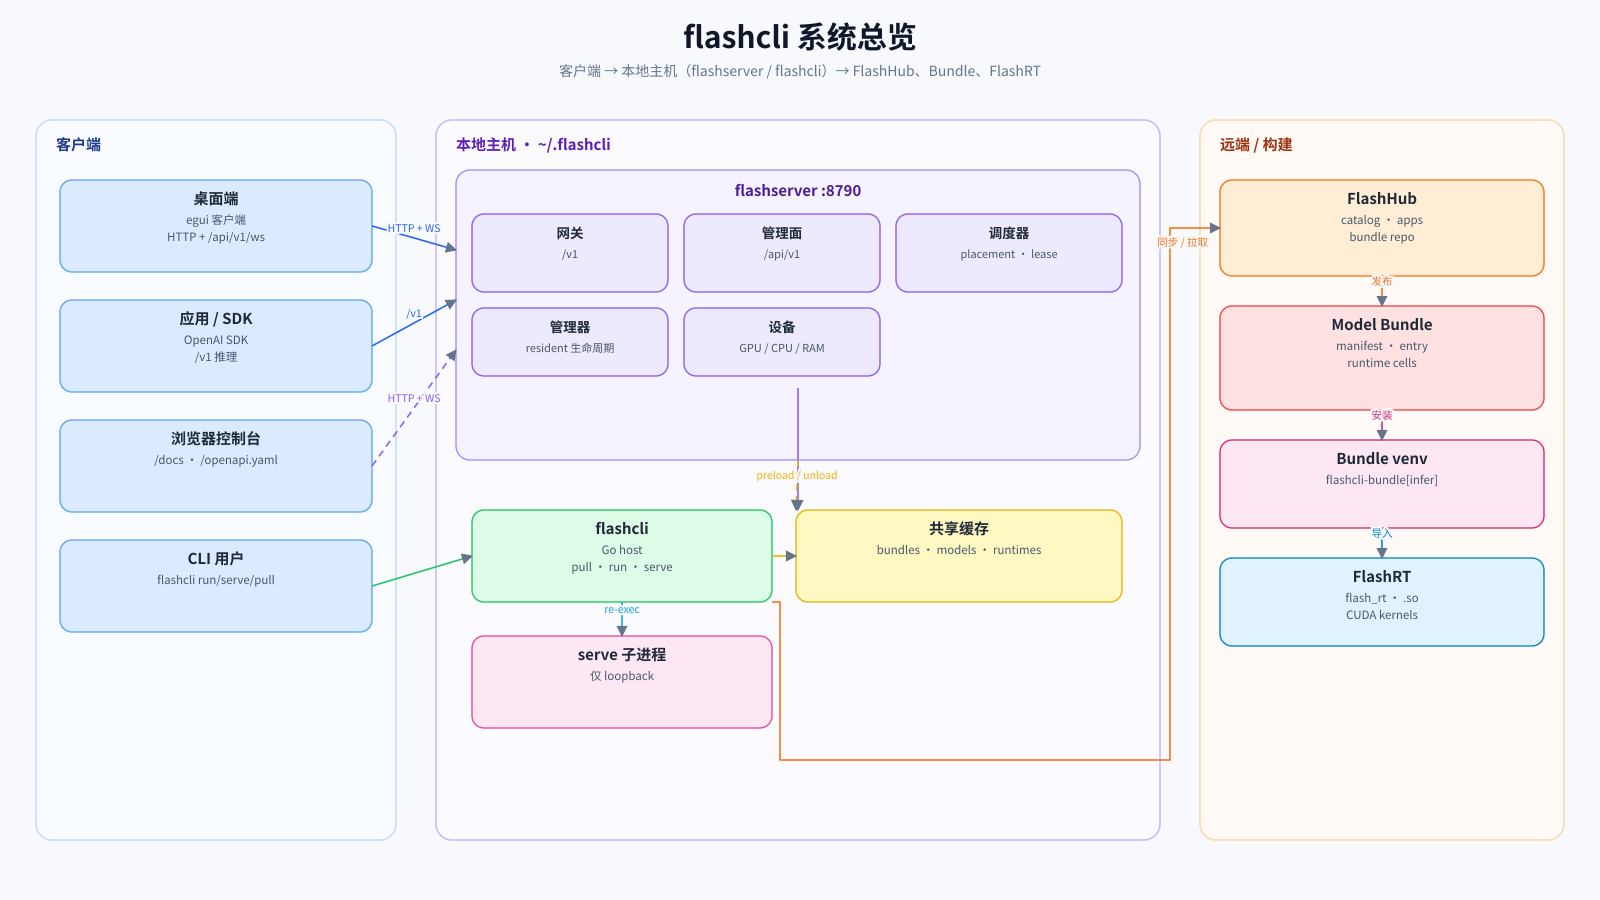 flashcli 系统总览
客户端 → 本地主机（flashserver / flashcli）→ FlashHub、Bundle、FlashRT
客户端
桌面端
egui 客户端
HTTP + /api/v1/ws
应用 / SDK
OpenAI SDK
/v1 推理
浏览器控制台
/docs · /openapi.yaml
CLI 用户
flashcli run/serve/pull
HTTP + WS
/v1
HTTP + WS
本地主机 · ~/.flashcli
flashserver :8790
网关
/v1
管理面
/api/v1
调度器
placement · lease
管理器
resident 生命周期
设备
GPU / CPU / RAM
preload / unload
flashcli
Go host
pull · run · serve
共享缓存
bundles · models · runtimes
re-exec
serve 子进程
仅 loopback
同步 / 拉取
远端 / 构建
FlashHub
catalog · apps
bundle repo
发布
Model Bundle
manifest · entry
runtime cells
安装
Bundle venv
flashcli-bundle[infer]
导入
FlashRT
flash_rt · .so
CUDA kernels